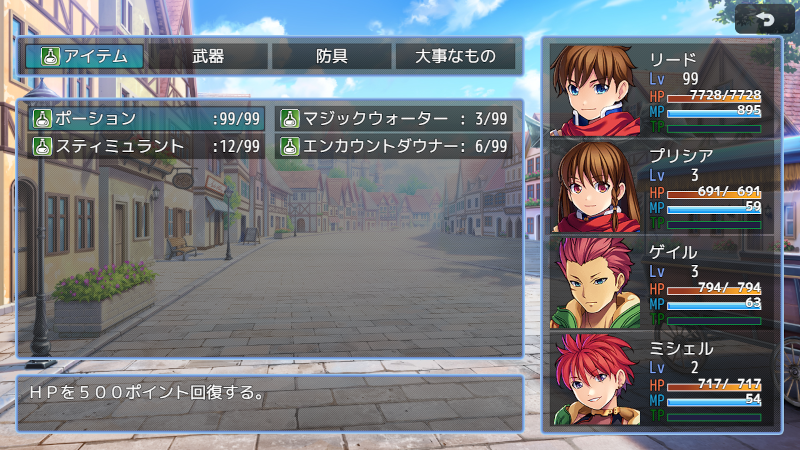 アイテム 武器 防具 大事なもの
ポーション :99/99 マジックウォーター : 3/99
スティミュラント :12/99 エンカウントダウナー: 6/99
ＨＰを５００ポイント回復する。
リード
Lv 99
HP 7728/7728
MP 895
TP
プリシア
Lv 3
HP 691/ 691
MP 59
TP
ゲイル
Lv 3
HP 794/ 794
MP 63
TP
ミシェル
Lv 2
HP 717/ 717
MP 54
TP